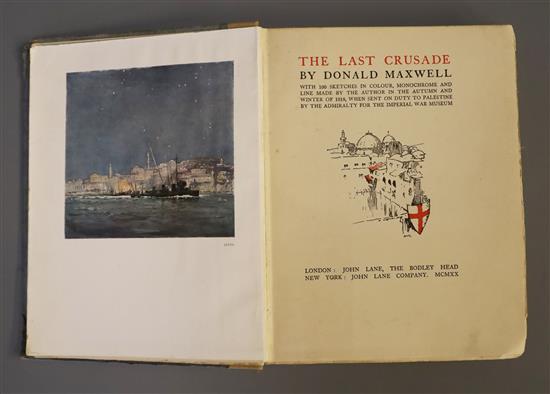 THE LAST CRUSADE
BY DONALD MAXWELL
WITH 100 SKETCHES IN COLOUR, MONOCHROME AND
LINE MADE BY THE AUTHOR IN THE AUTUMN AND
WINTER OF 1918, WHEN SENT ON DUTY TO PALESTINE
BY THE ADMIRALTY FOR THE IMPERIAL WAR MUSEUM
LONDON: JOHN LANE, THE BODLEY HEAD
NEW YORK: JOHN LANE COMPANY. MCMXX